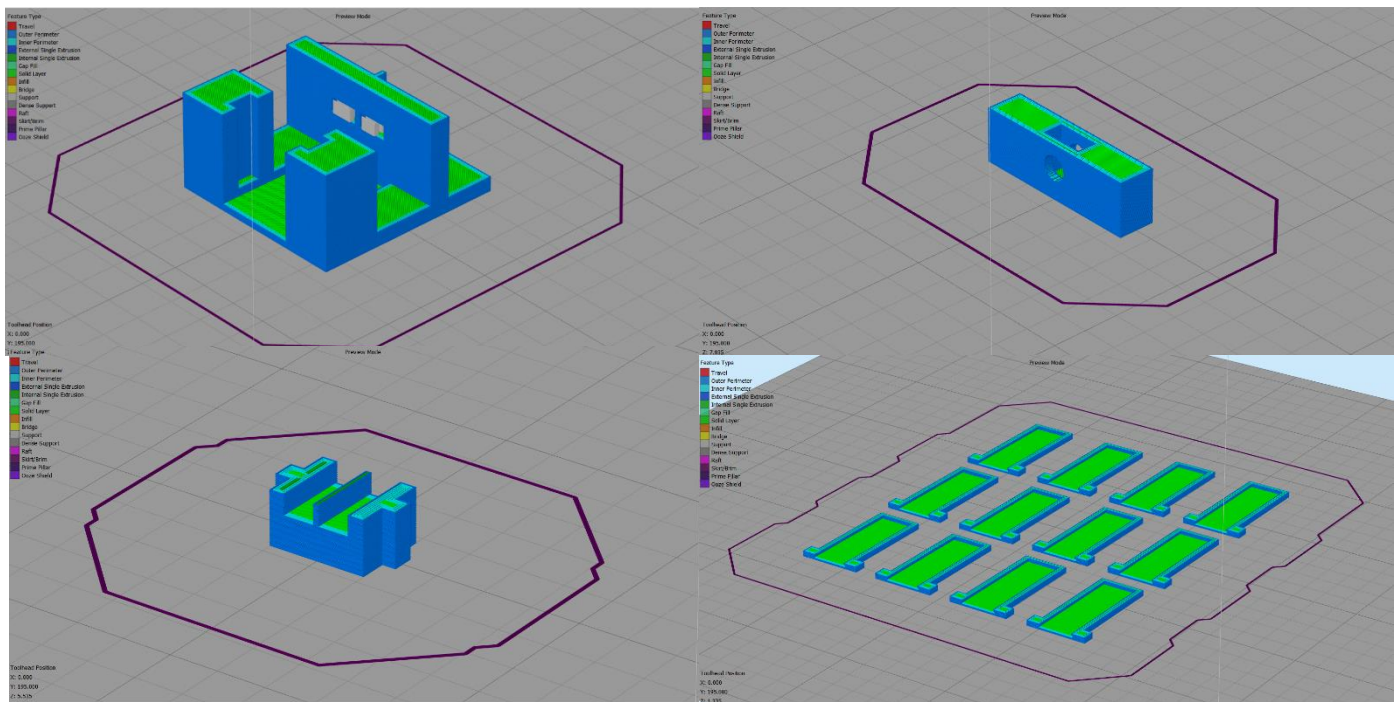 Feature Type
Preview Mode
Travel
Outer Perimeter
Inner Perimeter
External Single Extrusion
Internal Single Extrusion
Gap Fill
Solid Layer
Infill
Bridge
Support
Dense Support
Raft
Skirt/Brim
Prime Pillar
Ooze Shield
Toolhead Position
X: 0.000
Y: 195.000
Feature Type
Preview Mode
Travel
Outer Perimeter
Inner Perimeter
External Single Extrusion
Internal Single Extrusion
Gap Fill
Solid Layer
Infill
Bridge
Support
Dense Support
Raft
Skirt/Brim
Prime Pillar
Ooze Shield
Toolhead Position
X: 0.000
Y: 195.000
Feature Type
Preview Mode
Travel
Outer Perimeter
Inner Perimeter
External Single Extrusion
Internal Single Extrusion
Gap Fill
Solid Layer
Infill
Bridge
Support
Dense Support
Raft
Skirt/Brim
Prime Pillar
Ooze Shield
Toolhead Position
X: 0.000
Y: 195.000
Z: 5.535
Feature Type
Preview Mode
Travel
Outer Perimeter
Inner Perimeter
External Single Extrusion
Internal Single Extrusion
Gap Fill
Solid Layer
Infill
Bridge
Support
Dense Support
Raft
Skirt/Brim
Prime Pillar
Ooze Shield
Toolhead Position
X: 0.000
Y: 195.000